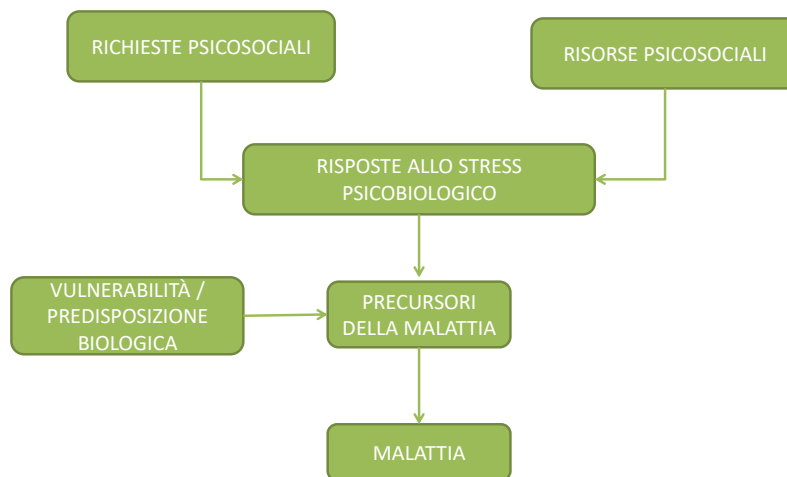 RICHIESTE PSICOSOCIALI
RISORSE PSICOSOCIALI
RISPOSTE ALLO STRESS
PSICOBIOLOGICO
VULNERABILITÀ /
PREDISPOSIZIONE
BIOLOGICA
PRECURSORI
DELLA MALATTIA
MALATTIA